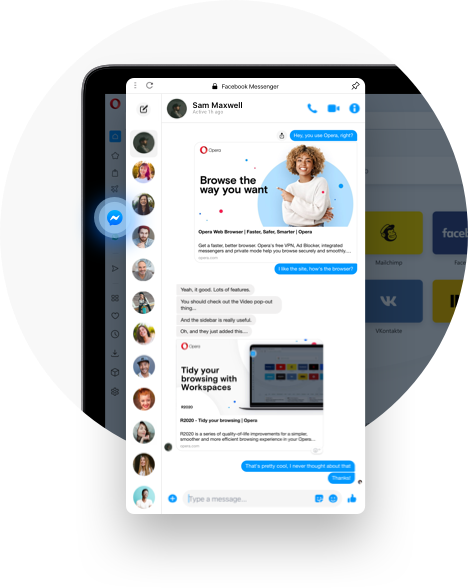 Facebook Messenger
Sam Maxwell
Active 1h ago
Hey, you use Opera, right?
Opera
Browse the
way you want
Opera Web Browser | Faster, Safer, Smarter | Opera
Get a faster, better browser. Opera's free VPN, Ad Blocker, integrated
messengers and private mode help you browse securely and smoothly....
opera.com
I like the site, how's the browser?
Yeah, it good. Lots of features.
You should check out the Video pop-out
thing...
And the sidebar is really useful.
Oh, and they just added this....
Opera
Tidy your
browsing with
Workspaces
R2020
R2020 - Tidy your browsing | Opera
R2020 is a series of quality-of-life improvements for a simpler,
smoother and more efficient browsing experience in your Opera...
opera.com
That's pretty cool, I never thought about that
Thanks!
Type a message...
Mailchimp
faceb
Face
VKontakte